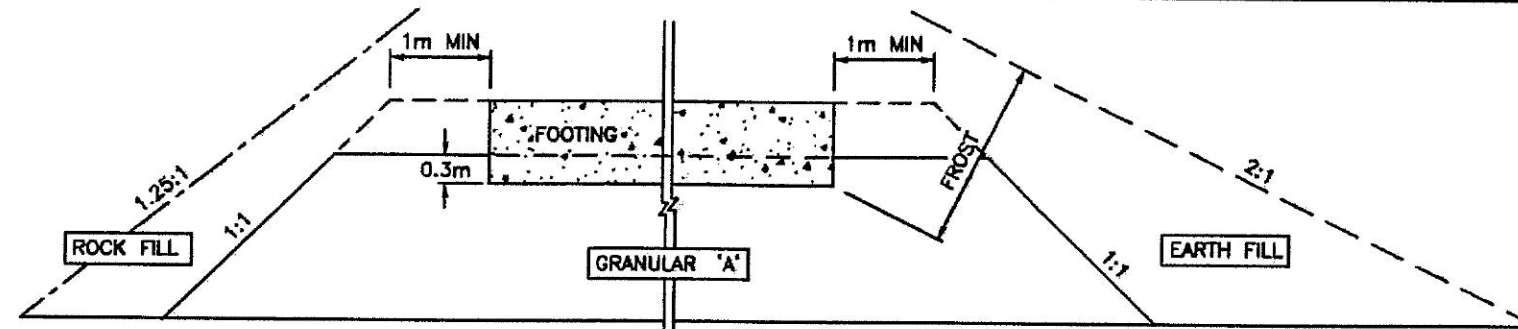 1m MIN
1m MIN
FOOTING
0.3m
FROST
1.25:1
1:1
2:1
1:1
ROCK FILL
GRANULAR 'A'
EARTH FILL